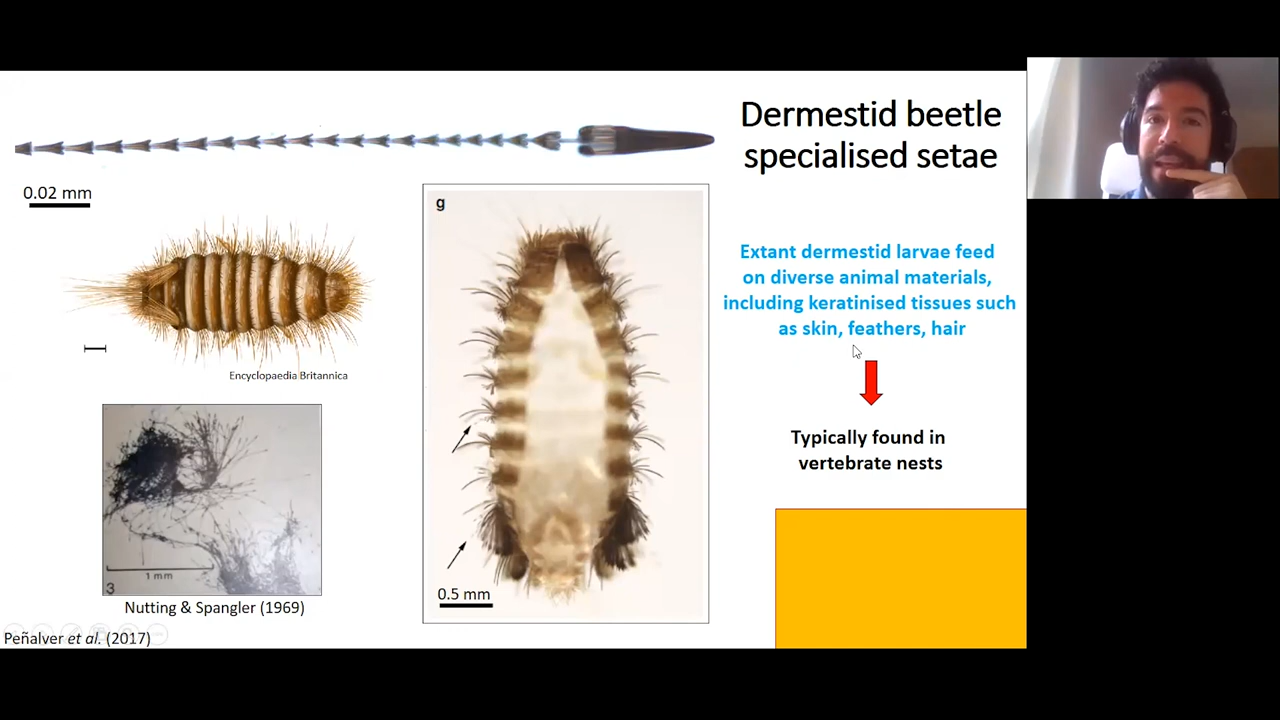 Dermestid beetle
specialised setae
0.02 mm
g
Extant dermestid larvae feed
on diverse animal materials,
including keratinised tissues such
as skin, feathers, hair
Encyclopaedia Britannica
Typically found in
vertebrate nests
1 mm
3
0.5 mm
Nutting & Spangler (1969)
Peñalver et al. (2017)